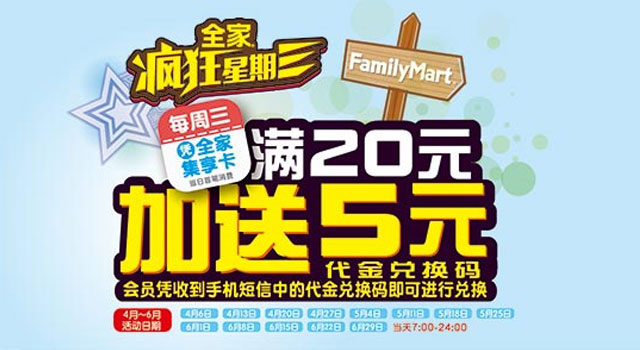 全家
疯狂星期三
FamilyMart
每周三
凭全家
集享卡
当日首笔消费
满20元
加送5元
代金兑换码
会员凭收到手机短信中的代金兑换码即可进行兑换
4月~6月
活动日期
4月6日 4月13日 4月20日 4月27日 5月4日 5月11日 5月18日 5月25日
6月1日 6月8日 6月15日 6月22日 6月29日 当天7:00-24:00